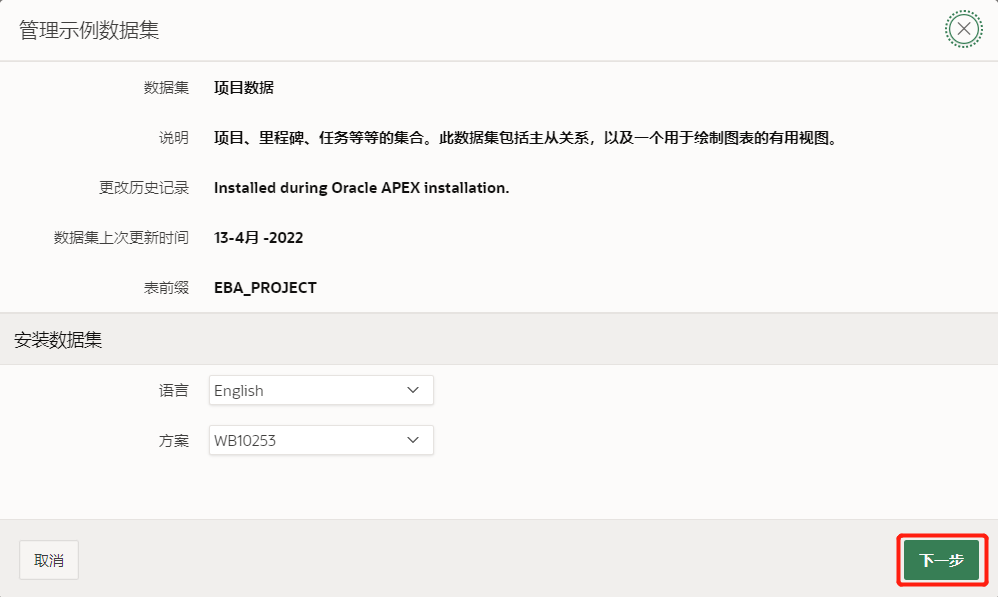 管理示例数据集
数据集 项目数据
说明 项目、里程碑、任务等等的集合。此数据集包括主从关系，以及一个用于绘制图表的有用视图。
更改历史记录 Installed during Oracle APEX installation.
数据集上次更新时间 13-4月 -2022
表前缀 EBA_PROJECT
安装数据集
语言 English
方案 WB10253
取消 下一步